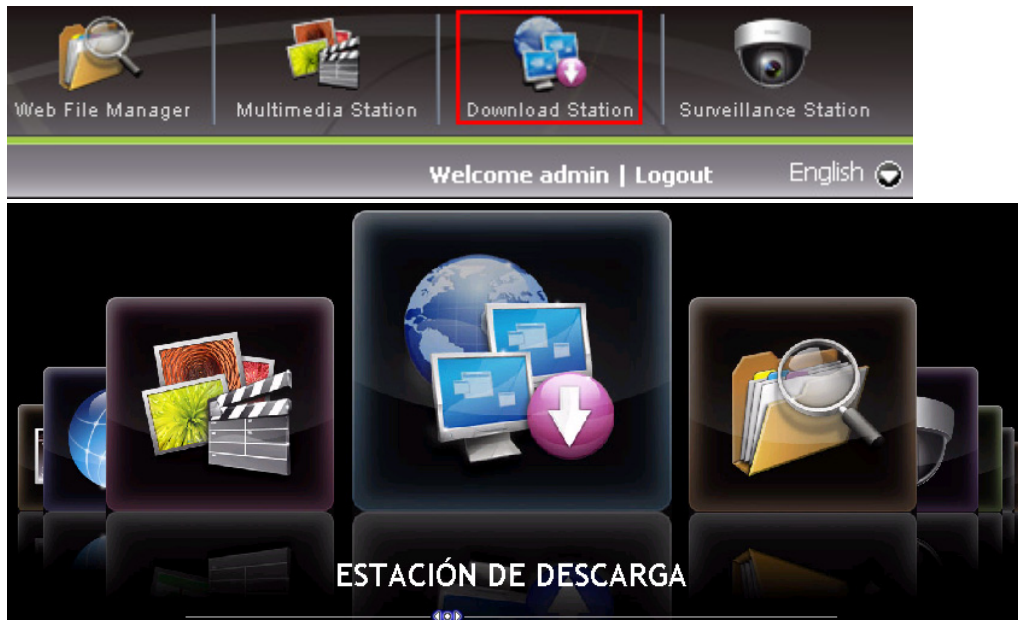 Web File Manager
Multimedia Station
Download Station
Surveillance Station
Welcome admin | Logout
English
ESTACIÓN DE DESCARGA